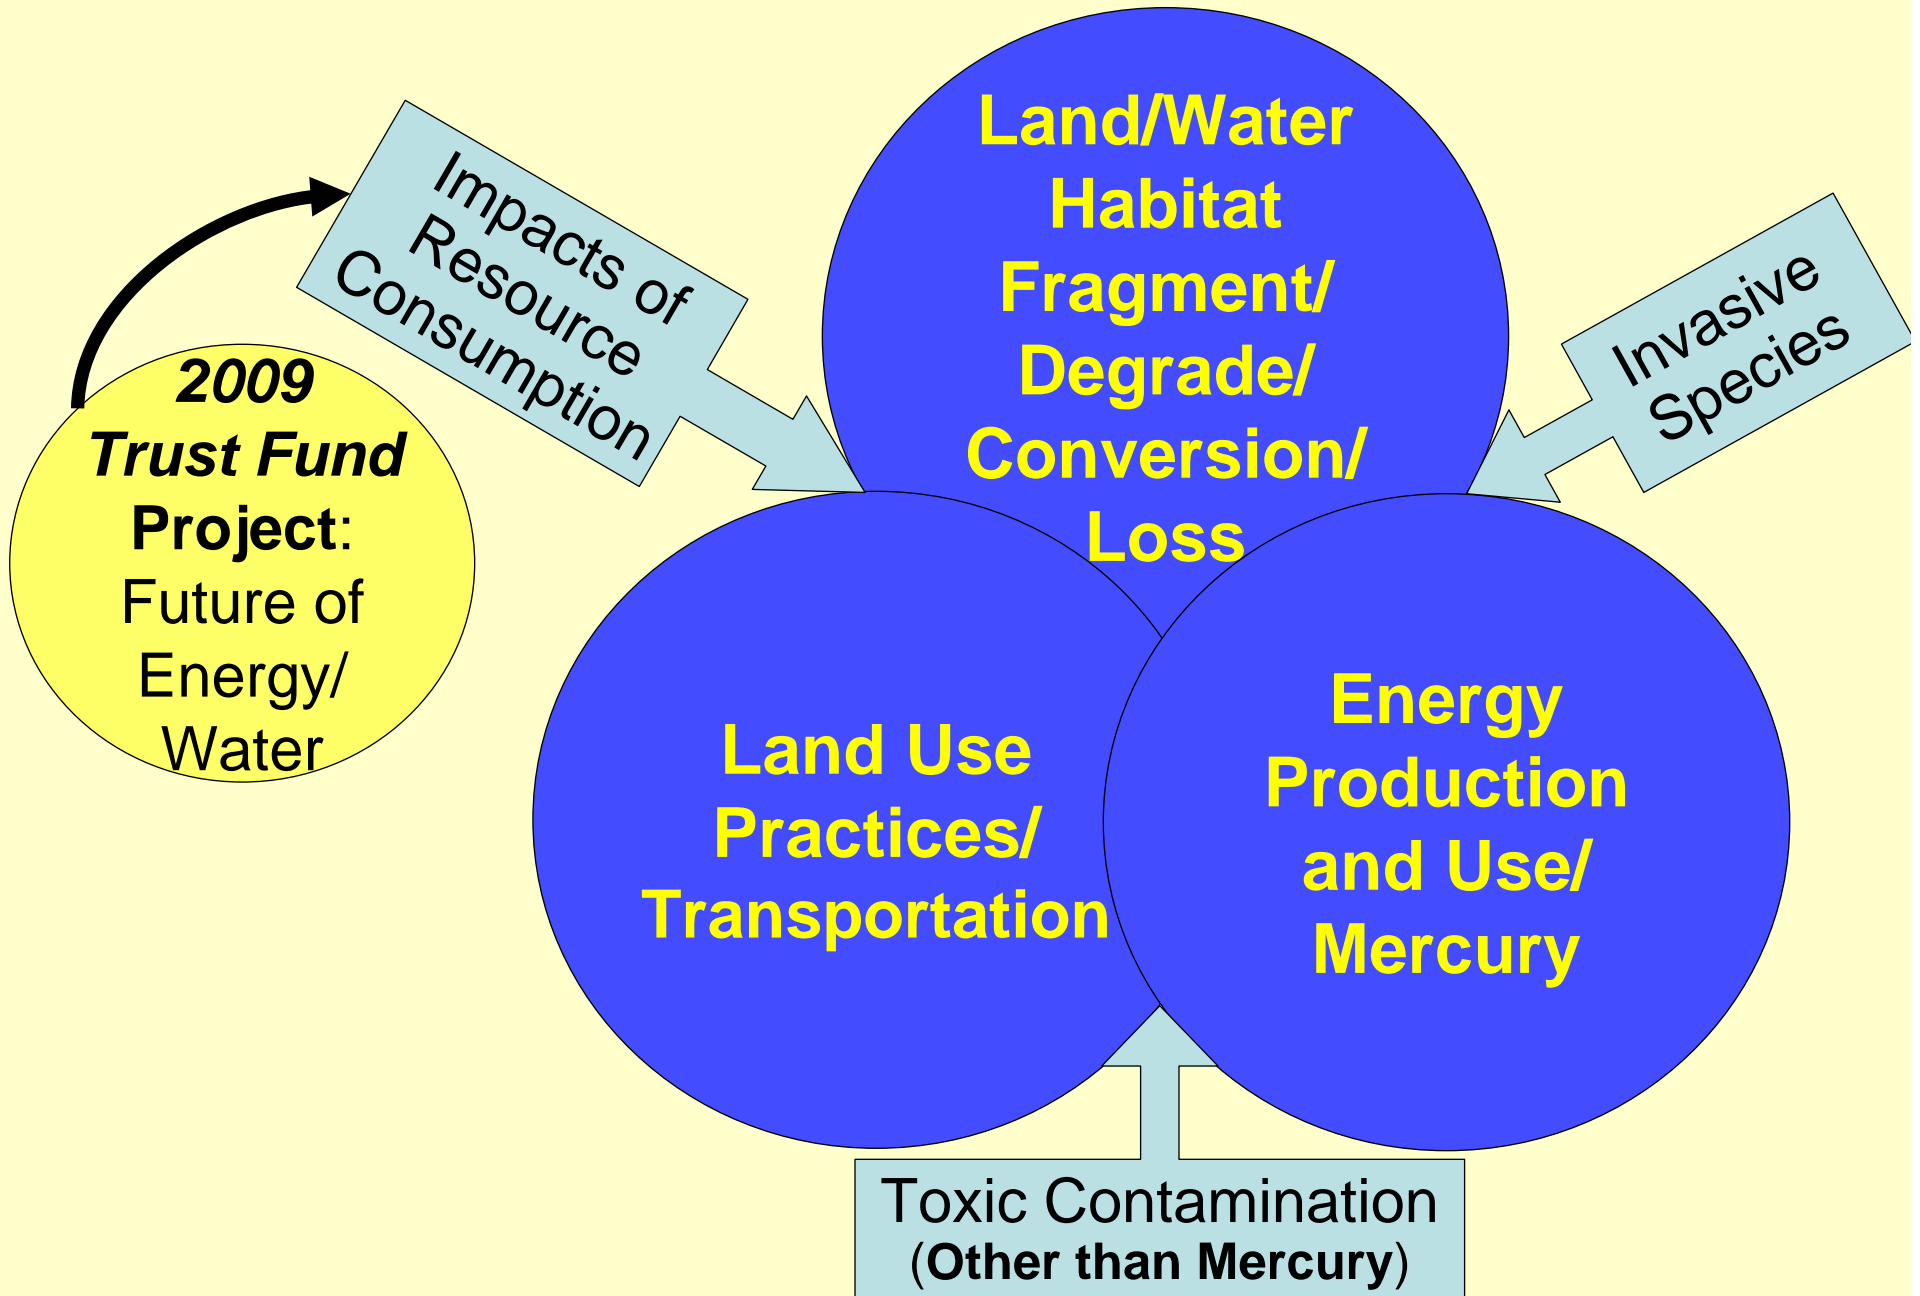 Impacts of
Resource
Consumption
Land/Water
Habitat
Fragment/
Degrade/
Conversion/
Loss
Invasive
Species
2009
Trust Fund
Project:
Future of
Energy/
Water
Land Use
Practices/
Transportation
Energy
Production
and Use/
Mercury
Toxic Contamination
(Other than Mercury)